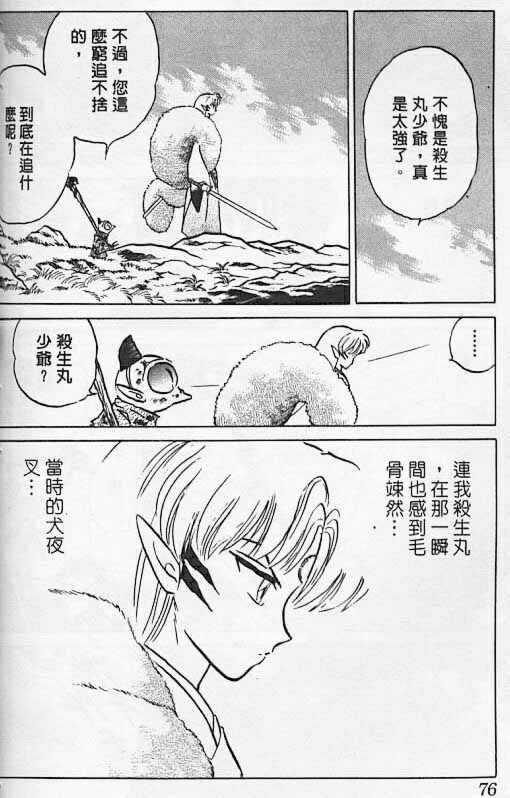 不愧是殺生
丸少爺，真
是太強了。
不過，您這
麼窮追不捨
的，
到底在追什
麼呢？
……
殺生丸
少爺？
連我殺生丸
，在那一瞬
間也感到毛
骨竦然…
當時的犬夜
叉…
76